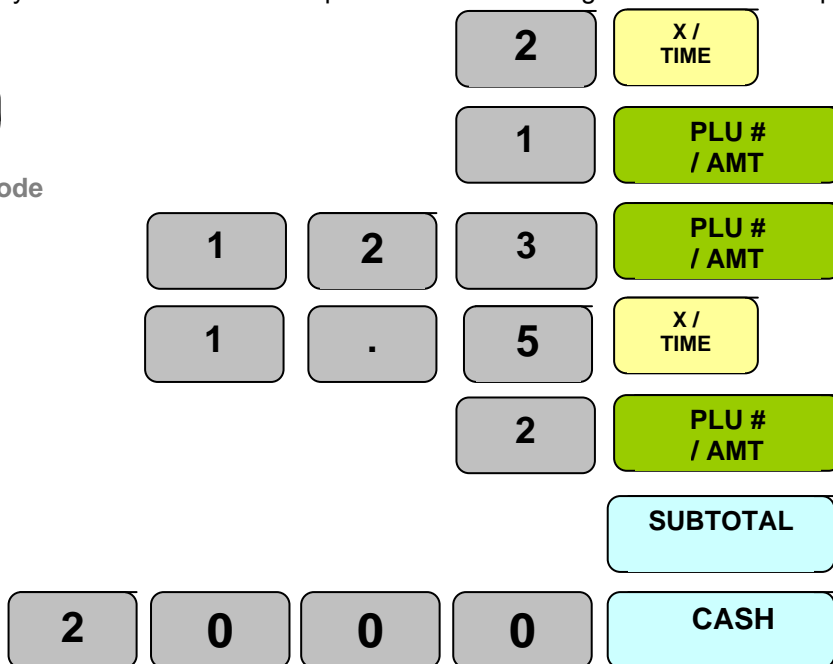 2 X / TIME
1 PLU # / AMT
ode
1 2 3 PLU # / AMT
1 . 5 X / TIME
2 PLU # / AMT
SUBTOTAL
2 0 0 0 CASH